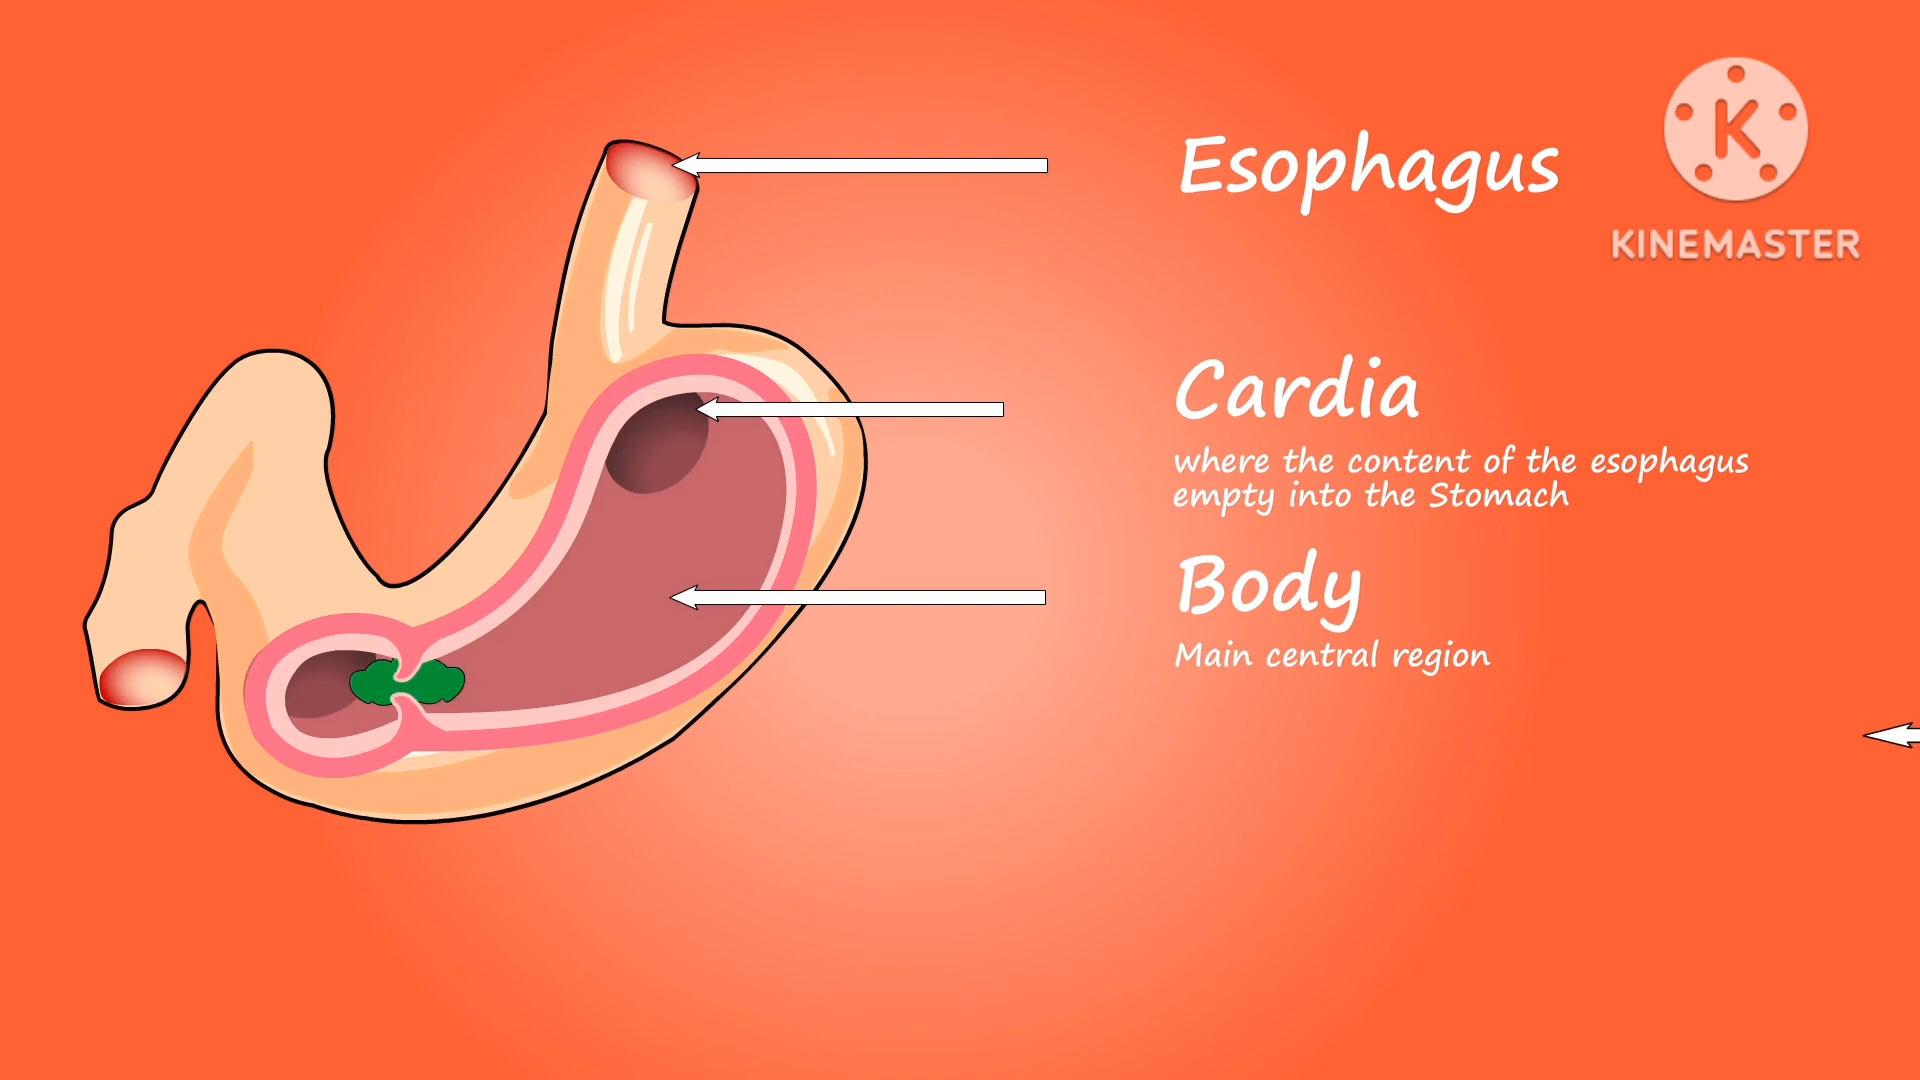 Esophagus
K
KINEMASTER
Cardia
where the content of the esophagus
empty into the Stomach
Body
Main central region